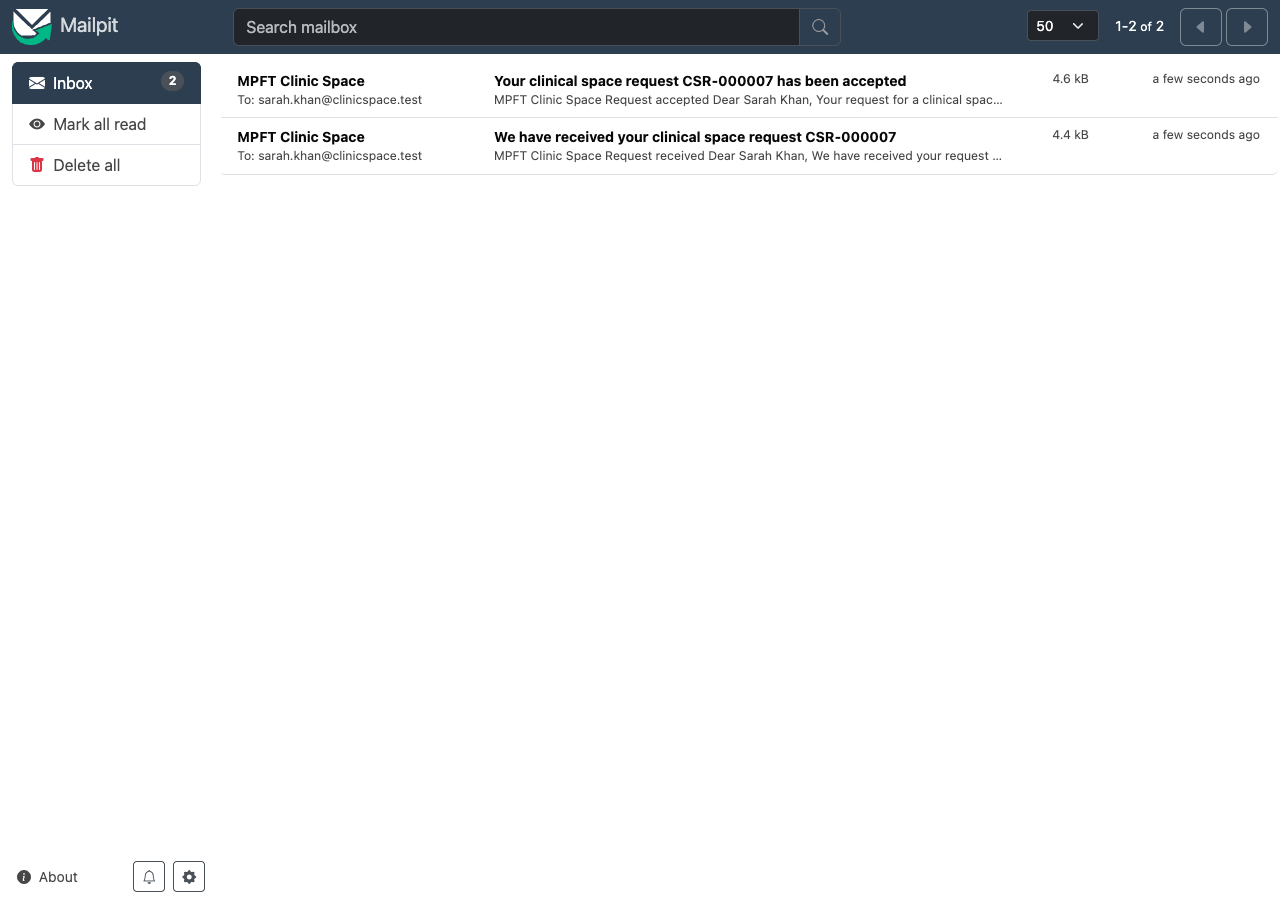 Mailpit
Search mailbox
50
1-2 of 2
Inbox
2
Mark all read
Delete all
MPFT Clinic Space
To: sarah.khan@clinicspace.test
Your clinical space request CSR-000007 has been accepted
MPFT Clinic Space Request accepted Dear Sarah Khan, Your request for a clinical spac...
4.6 kB
a few seconds ago
MPFT Clinic Space
To: sarah.khan@clinicspace.test
We have received your clinical space request CSR-000007
MPFT Clinic Space Request received Dear Sarah Khan, We have received your request ...
4.4 kB
a few seconds ago
About